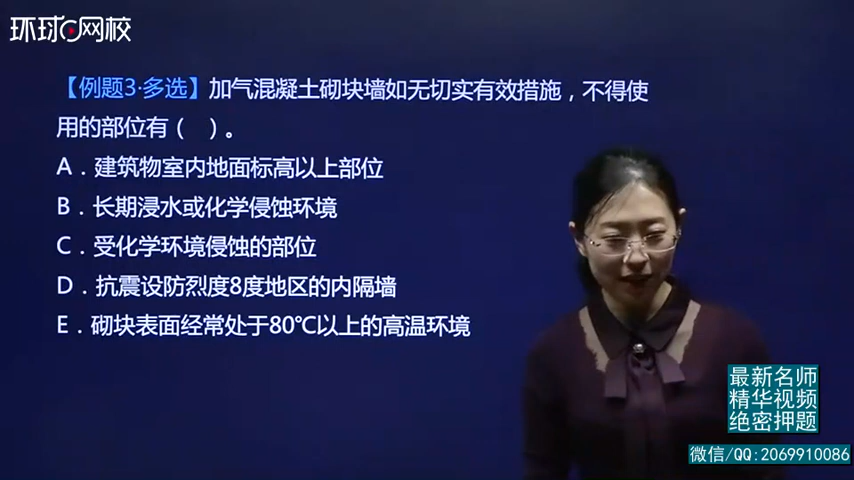 环球网校
【例题3·多选】加气混凝土砌块墙如无切实有效措施，不得使
用的部位有（ ）。
A．建筑物室内地面标高以上部位
B．长期浸水或化学侵蚀环境
C．受化学环境侵蚀的部位
D．抗震设防烈度8度地区的内隔墙
E．砌块表面经常处于80℃以上的高温环境
最新名师
精华视频
绝密押题
微信/QQ:2069910086